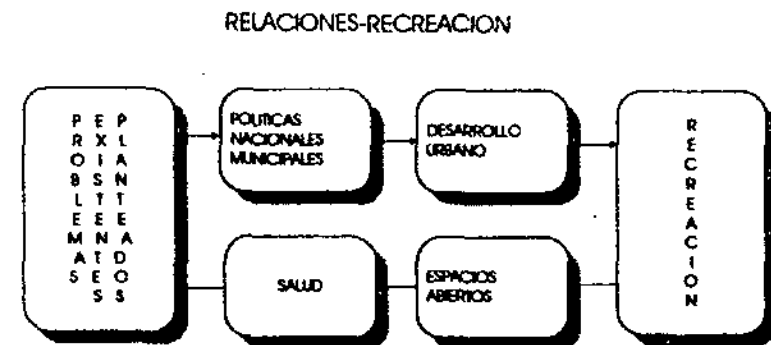 RELACIONES-RECREACION
PROBLEMAS
EXISTENTES
PLANTEADOS
POLITICAS
NACIONALES
MUNICIPALES
DESARROLLO
URBANO
RECREACION
SALUD
ESPACIOS
ABIERTOS